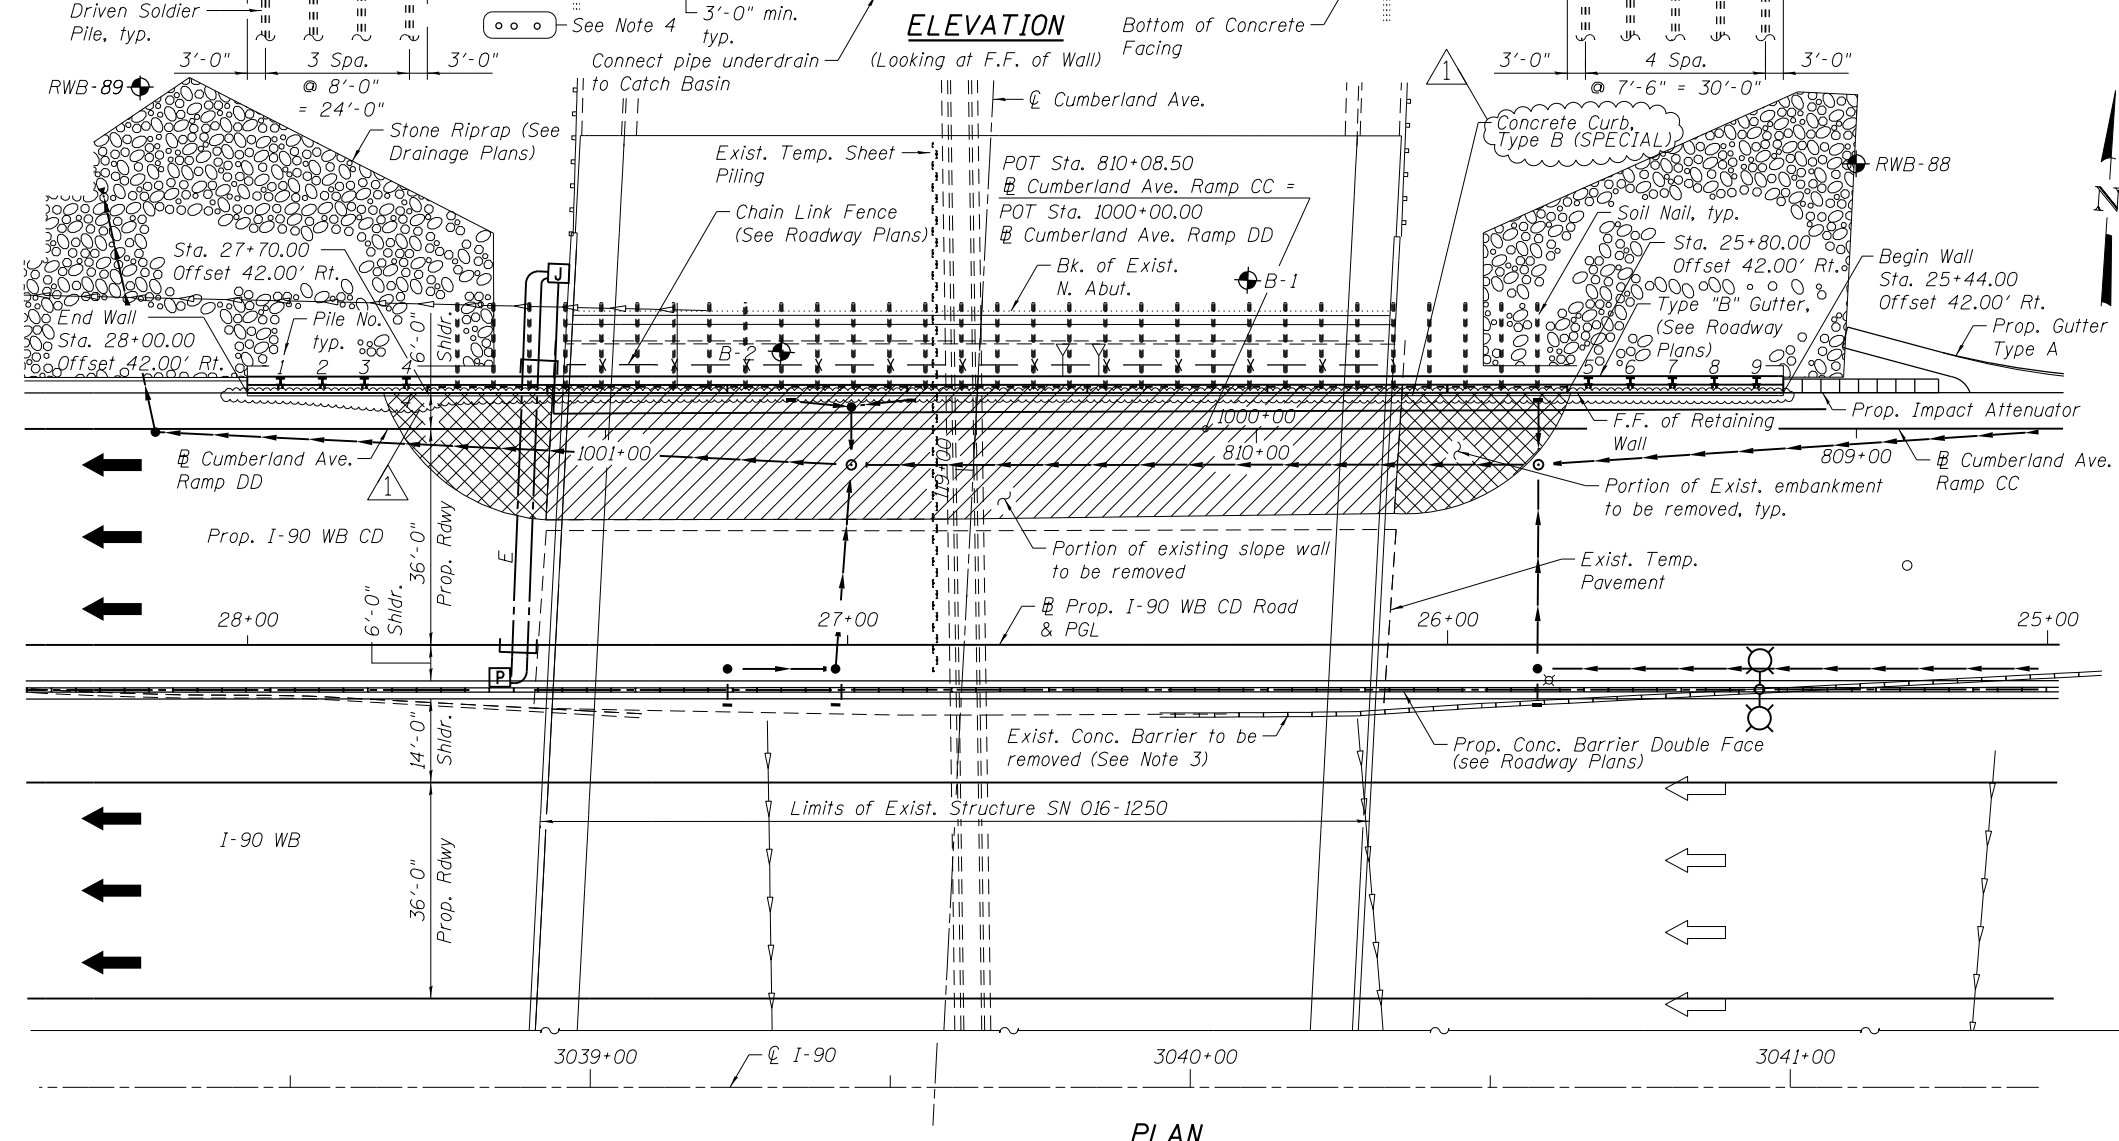 Driven Soldier
Pile, typ.
3'-0"
3 Spa.
@ 8'-0"
= 24'-0"
3'-0"
See Note 4
3'-0" min.
typ.
Connect pipe underdrain
to Catch Basin
ELEVATION
(Looking at F.F. of Wall)
Bottom of Concrete
Facing
1
3'-0"
4 Spa.
@ 7'-6" = 30'-0"
3'-0"
RWB-89
Stone Riprap (See
Drainage Plans)
℄ Cumberland Ave.
Exist. Temp. Sheet
Piling
POT Sta. 810+08.50
℄ Cumberland Ave. Ramp CC =
POT Sta. 1000+00.00
℄ Cumberland Ave. Ramp DD
Concrete Curb,
Type B (SPECIAL)
RWB-88
N
Chain Link Fence
(See Roadway Plans)
Soil Nail, typ.
Sta. 27+70.00
Offset 42.00' Rt.
Sta. 25+80.00
Offset 42.00' Rt.
Begin Wall
Sta. 25+44.00
Offset 42.00' Rt.
J
Bk. of Exist.
N. Abut.
B-1
Type "B" Gutter,
(See Roadway
Plans)
End Wall
Sta. 28+00.00
Offset 42.00' Rt.
Pile No.
typ.
6'-0"
Shldr.
B-2
Prop. Gutter
Type A
1 2 3 4
5 6 7 8 9
X X X X X X X X X X X
1000+00
Prop. Impact Attenuator
F.F. of Retaining
Wall
℄ Cumberland Ave.
Ramp DD
1
1001+00
119+00
810+00
809+00
℄ Cumberland Ave.
Ramp CC
Portion of Exist. embankment
to be removed, typ.
Prop. I-90 WB CD
36'-0"
Prop. Rdwy
E
Portion of existing slope wall
to be removed
Exist. Temp.
Pavement
28+00
6'-0"
Shldr.
27+00
℄ Prop. I-90 WB CD Road
& PGL
26+00
25+00
P
14'-0"
Shldr.
Exist. Conc. Barrier to be
removed (See Note 3)
Prop. Conc. Barrier Double Face
(see Roadway Plans)
Limits of Exist. Structure SN 016-1250
I-90 WB
36'-0"
Prop. Rdwy
3039+00
℄ I-90
3040+00
3041+00
PLAN